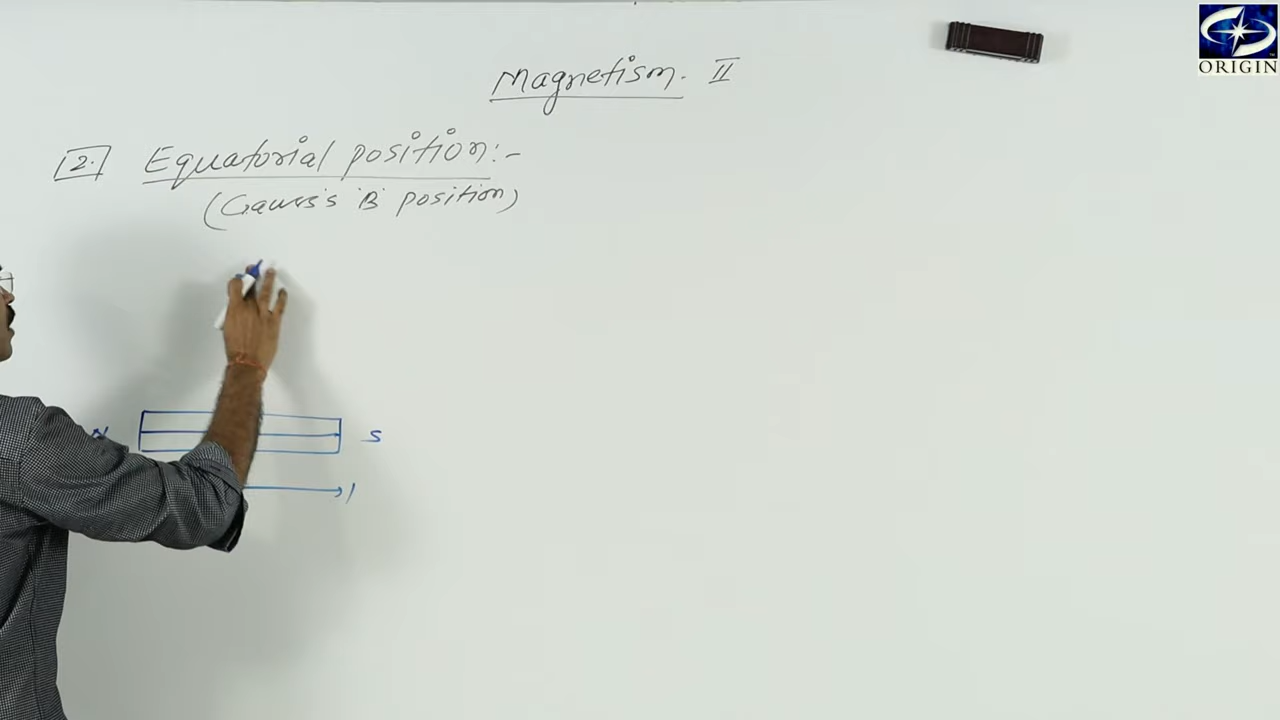 Magnetism. II
2. Equatorial position:-
(Gauss's 'B' position)
N
S
ORIGIN